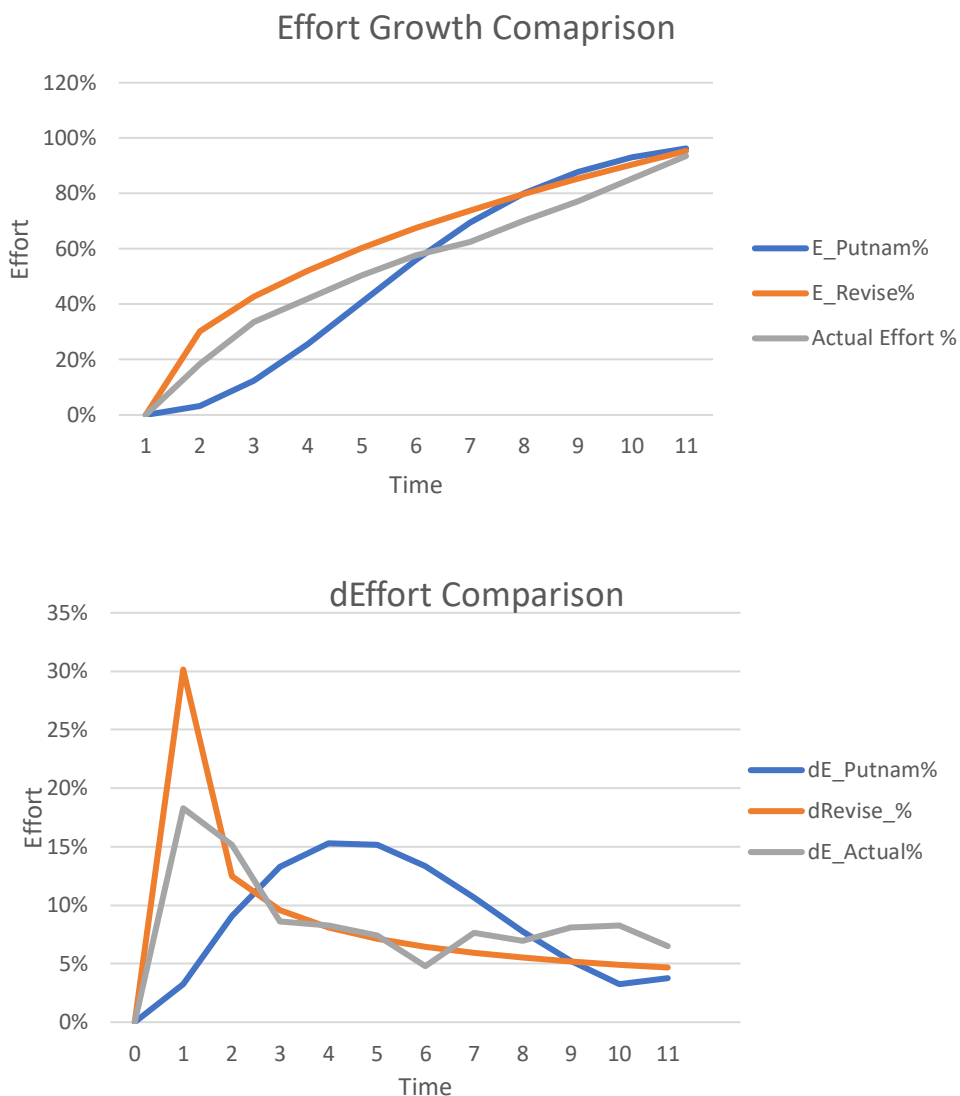 Effort Growth Comaprison
120%
100%
80%
60%
40%
20%
0%
Effort
1 2 3 4 5 6 7 8 9 10 11
Time
E_Putnam%
E_Revise%
Actual Effort %
dEffort Comparison
35%
30%
25%
20%
15%
10%
5%
0%
Effort
0 1 2 3 4 5 6 7 8 9 10 11
Time
dE_Putnam%
dRevise_%
dE_Actual%